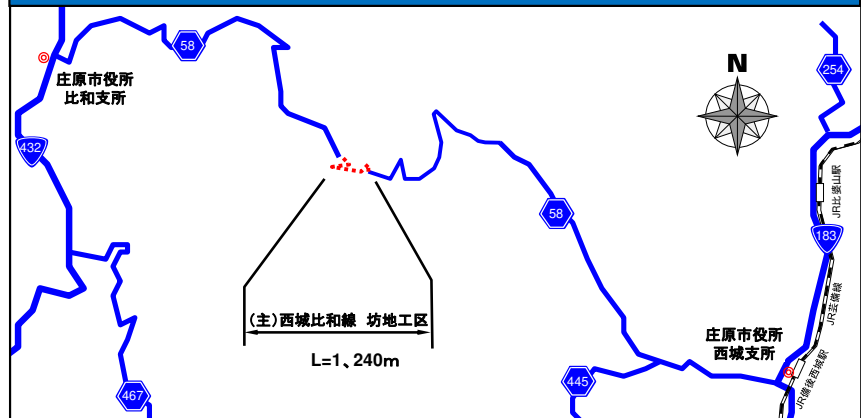 58
庄原市役所
比和支所
432
N
254
JR比婆山駅
58
183
JR芸備線
(主)西城比和線 坊地工区
L=1、240m
庄原市役所
西城支所
JR備後西城駅
467
445